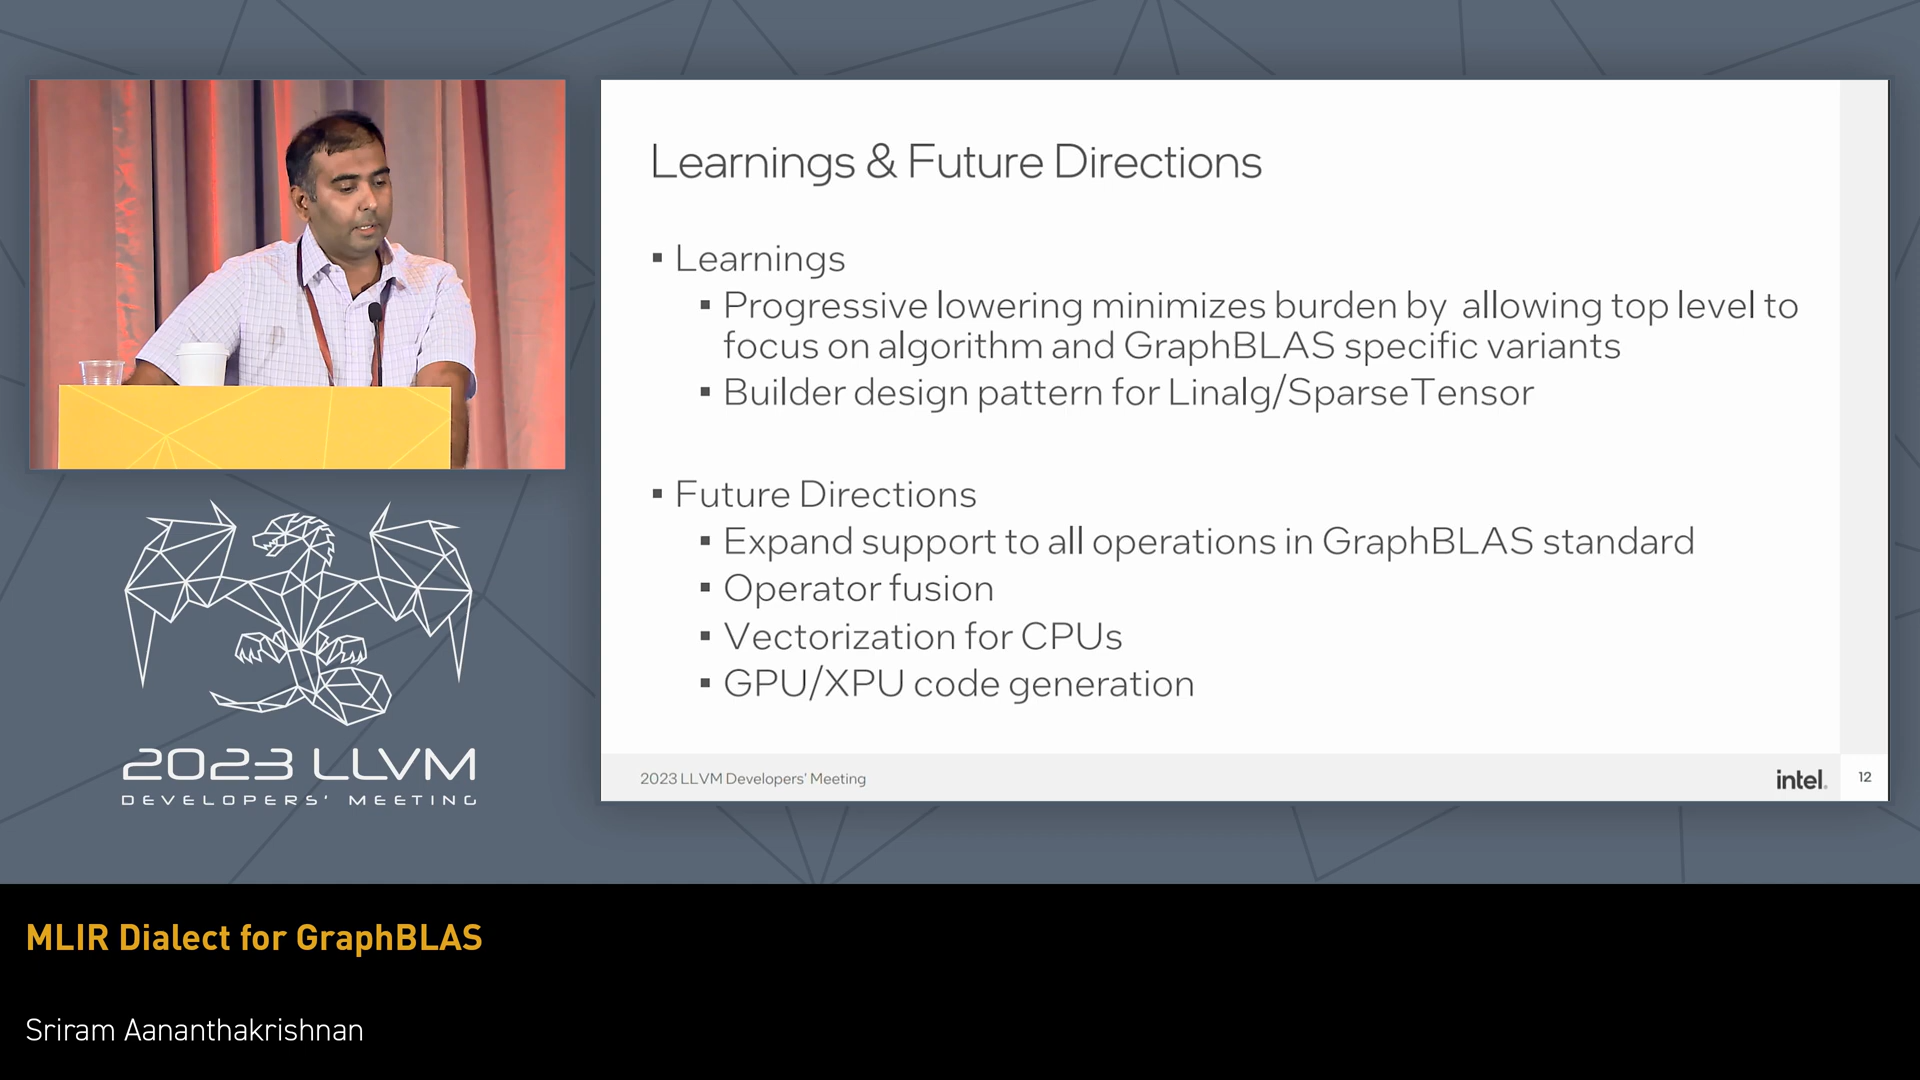 Learnings & Future Directions
▪ Learnings
▪ Progressive lowering minimizes burden by allowing top level to
focus on algorithm and GraphBLAS specific variants
▪ Builder design pattern for Linalg/SparseTensor
▪ Future Directions
▪ Expand support to all operations in GraphBLAS standard
▪ Operator fusion
▪ Vectorization for CPUs
▪ GPU/XPU code generation
2023 LLVM Developers' Meeting
intel.
12
2023 LLVM
DEVELOPERS' MEETING
MLIR Dialect for GraphBLAS
Sriram Aananthakrishnan